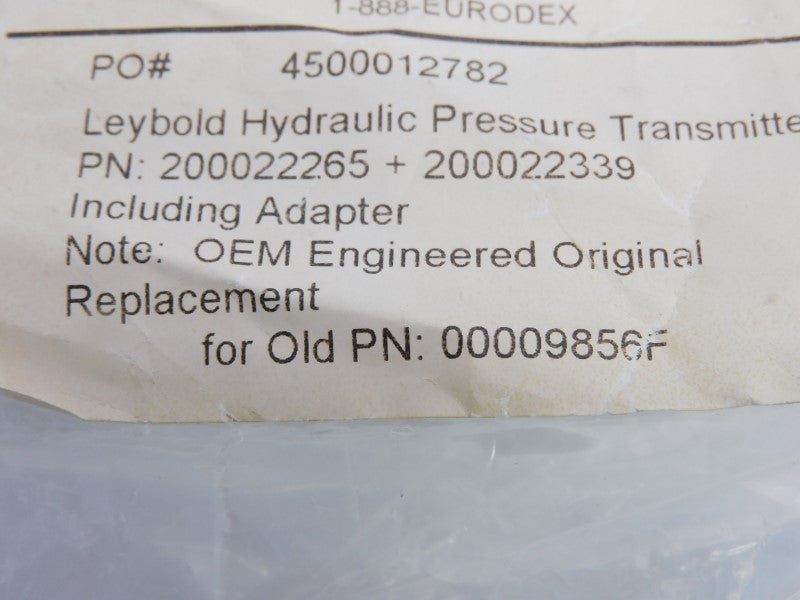 1-888-EURODEX
PO# 4500012782
Leybold Hydraulic Pressure Transmitte
PN: 200022265 + 200022339
Including Adapter
Note: OEM Engineered Original
Replacement
for Old PN: 00009856F